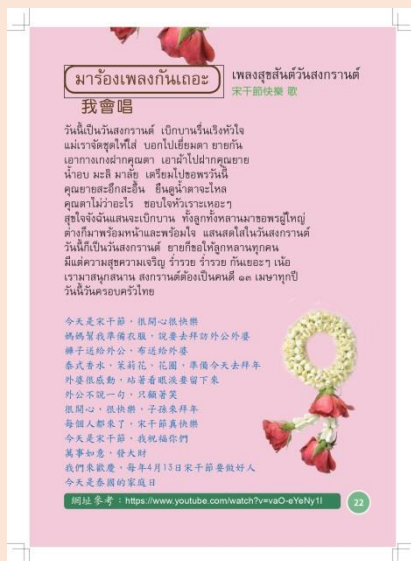 มาร้องเพลงกันเถอะ
เพลงสุขสันต์วันสงกรานต์
宋干節快樂 歌
我會唱
วันนี้เป็นวันสงกรานต์ เบิกบานรื่นเริงหัวใจ
แม่เราจัดชุดให้ใส่ บอกไปเยี่ยมตา ยายกัน
เอากางเกงฝากคุณตา เอาผ้าไปฝากคุณยาย
น้ำอบ มะลิ มาลัย เตรียมไปขอพรวันนี้
คุณยายสะอึกสะอื้น ยืนดูน้ำตาจะไหล
คุณตาไม่ว่าอะไร ชอบใจหัวเราะเหอะๆ
สุขใจจังฉันแสนจะเบิกบาน ทั้งลูกทั้งหลานมาขอพรผู้ใหญ่
ต่างก็มาพร้อมหน้าและพร้อมใจ แสนสดใสในวันสงกรานต์
วันนี้ก็เป็นวันสงกรานต์ ยายก็ขอให้ลูกหลานทุกคน
มีแต่ความสุขความเจริญ ร่ำรวย ร่ำรวย กันเยอะๆ เน้อ
เรามาสนุกสนาน สงกรานต์ต้องเป็นคนดี ๑๓ เมษาทุกปี
วันนี้วันครอบครัวไทย
今天是宋干節，很開心很快樂
媽媽幫我準備衣服，說要去拜訪外公外婆
褲子送給外公，布送給外婆
泰式香水、茉莉花、花圈，準備今天去拜年
外婆很感動，站著看眼淚要留下來
外公不說一句，只顧著笑
很開心，很快樂，子孫來拜年
每個人都來了，宋干節真快樂
今天是宋干節，我祝福你們
萬事如意，發大財
我們來歡慶，每年4月13日宋干節要做好人
今天是泰國的家庭日
網址參考：https://www.youtube.com/watch?v=vaO-eYeNy1I
22